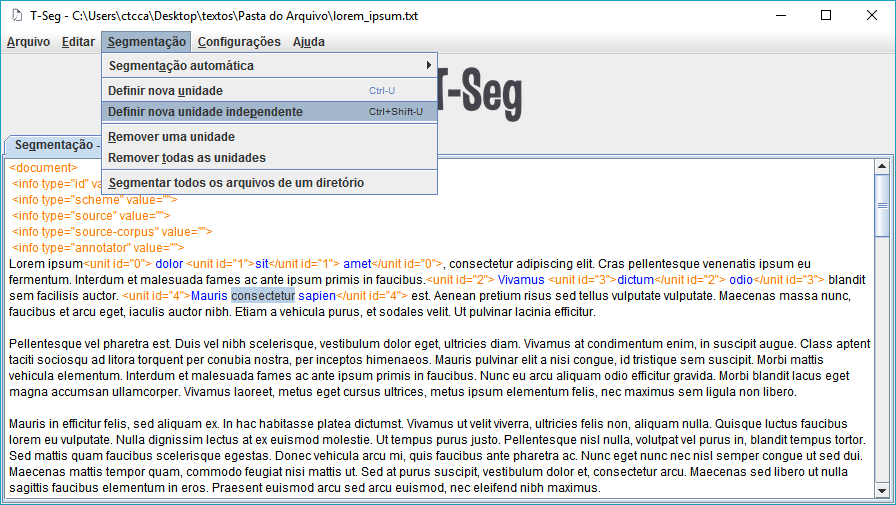 T-Seg - C:\Users\ctcca\Desktop\textos\Pasta do Arquivo\lorem_ipsum.txt
Arquivo Editar Segmentação Configurações Ajuda
Segmentação automática
Definir nova unidade Ctrl-U
Definir nova unidade independente Ctrl+Shift-U
Remover uma unidade
Remover todas as unidades
Segmentar todos os arquivos de um diretório
T-Seg
Segmentação -
<document>
<info type="id" va
<info type="scheme" value="">
<info type="source" value="">
<info type="source-corpus" value="">
<info type="annotator" value="">
Lorem ipsum<unit id="0"> dolor <unit id="1">sit</unit id="1"> amet</unit id="0">, consectetur adipiscing elit. Cras pellentesque venenatis ipsum eu
fermentum. Interdum et malesuada fames ac ante ipsum primis in faucibus.<unit id="2"> Vivamus <unit id="3">dictum</unit id="2"> odio</unit id="3"> blandit
sem facilisis auctor. <unit id="4">Mauris consectetur sapien</unit id="4"> est. Aenean pretium risus sed tellus vulputate vulputate. Maecenas massa nunc,
faucibus et arcu eget, iaculis auctor nibh. Etiam a vehicula purus, et sodales velit. Ut pulvinar lacinia efficitur.
Pellentesque vel pharetra est. Duis vel nibh scelerisque, vestibulum dolor eget, ultricies diam. Vivamus at condimentum enim, in suscipit augue. Class aptent
taciti sociosqu ad litora torquent per conubia nostra, per inceptos himenaeos. Mauris pulvinar elit a nisi congue, id tristique sem suscipit. Morbi mattis
vehicula elementum. Interdum et malesuada fames ac ante ipsum primis in faucibus. Nunc eu arcu aliquam odio efficitur gravida. Morbi blandit lacus eget
magna accumsan ullamcorper. Vivamus laoreet, metus eget cursus ultrices, metus ipsum elementum felis, nec maximus sem ligula non libero.
Mauris in efficitur felis, sed aliquam ex. In hac habitasse platea dictumst. Vivamus ut velit viverra, ultricies felis non, aliquam nulla. Quisque luctus faucibus
lorem eu vulputate. Nulla dignissim lectus at ex euismod molestie. Ut tempus purus justo. Pellentesque nisl nulla, volutpat vel purus in, blandit tempus tortor.
Sed mattis quam faucibus scelerisque egestas. Donec vehicula arcu mi, quis faucibus ante pharetra ac. Nunc eget nunc nec nisl semper congue ut sed dui.
Maecenas mattis tempor quam, commodo feugiat nisi mattis ut. Sed at purus suscipit, vestibulum dolor et, consectetur arcu. Maecenas sed libero ut nulla
sagittis faucibus elementum in eros. Praesent euismod arcu sed arcu euismod, nec eleifend nibh maximus.